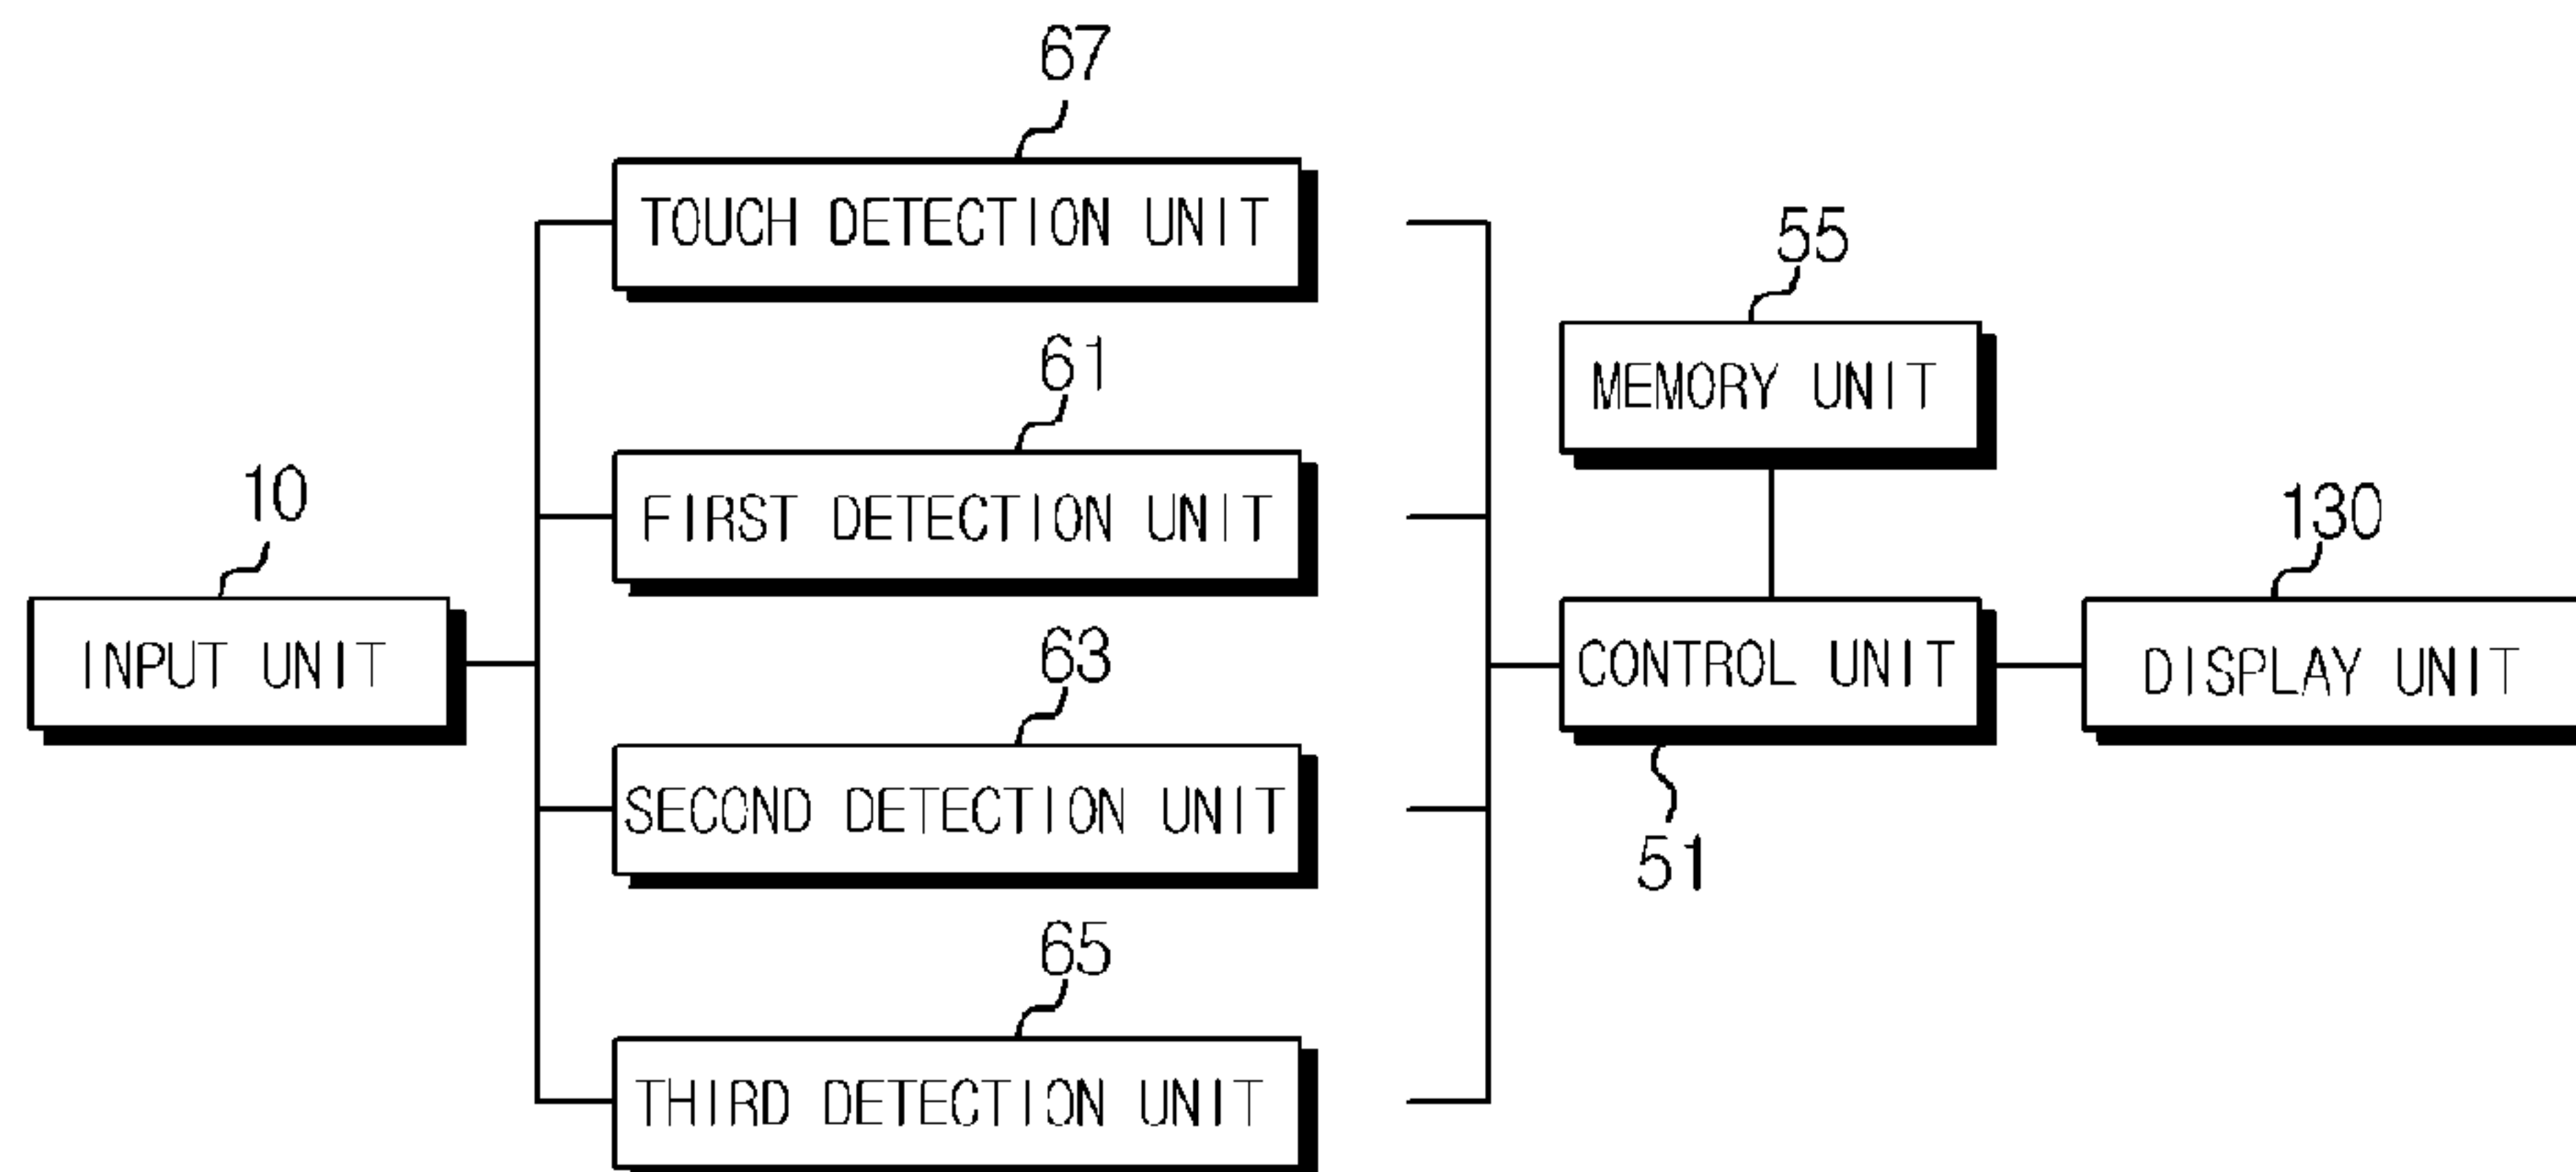 67
TOUCH DETECTION UNIT
55
61
MEMORY UNIT
10
FIRST DETECTION UNIT
130
INPUT UNIT
63
CONTROL UNIT
DISPLAY UNIT
SECOND DETECTION UNIT
51
65
THIRD DETECTION UNIT